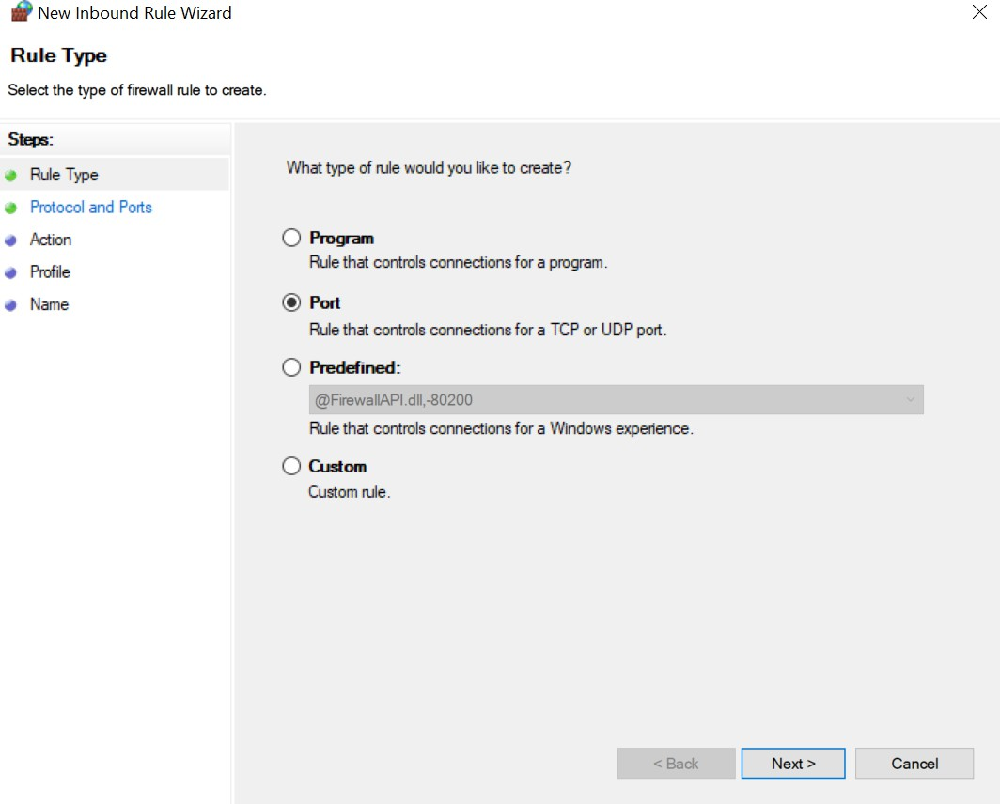 New Inbound Rule Wizard
Rule Type
Select the type of firewall rule to create.
Steps:
Rule Type
Protocol and Ports
Action
Profile
Name
What type of rule would you like to create?
Program
Rule that controls connections for a program.
Port
Rule that controls connections for a TCP or UDP port.
Predefined:
@FirewallAPI.dll,-80200
Rule that controls connections for a Windows experience.
Custom
Custom rule.
< Back
Next >
Cancel